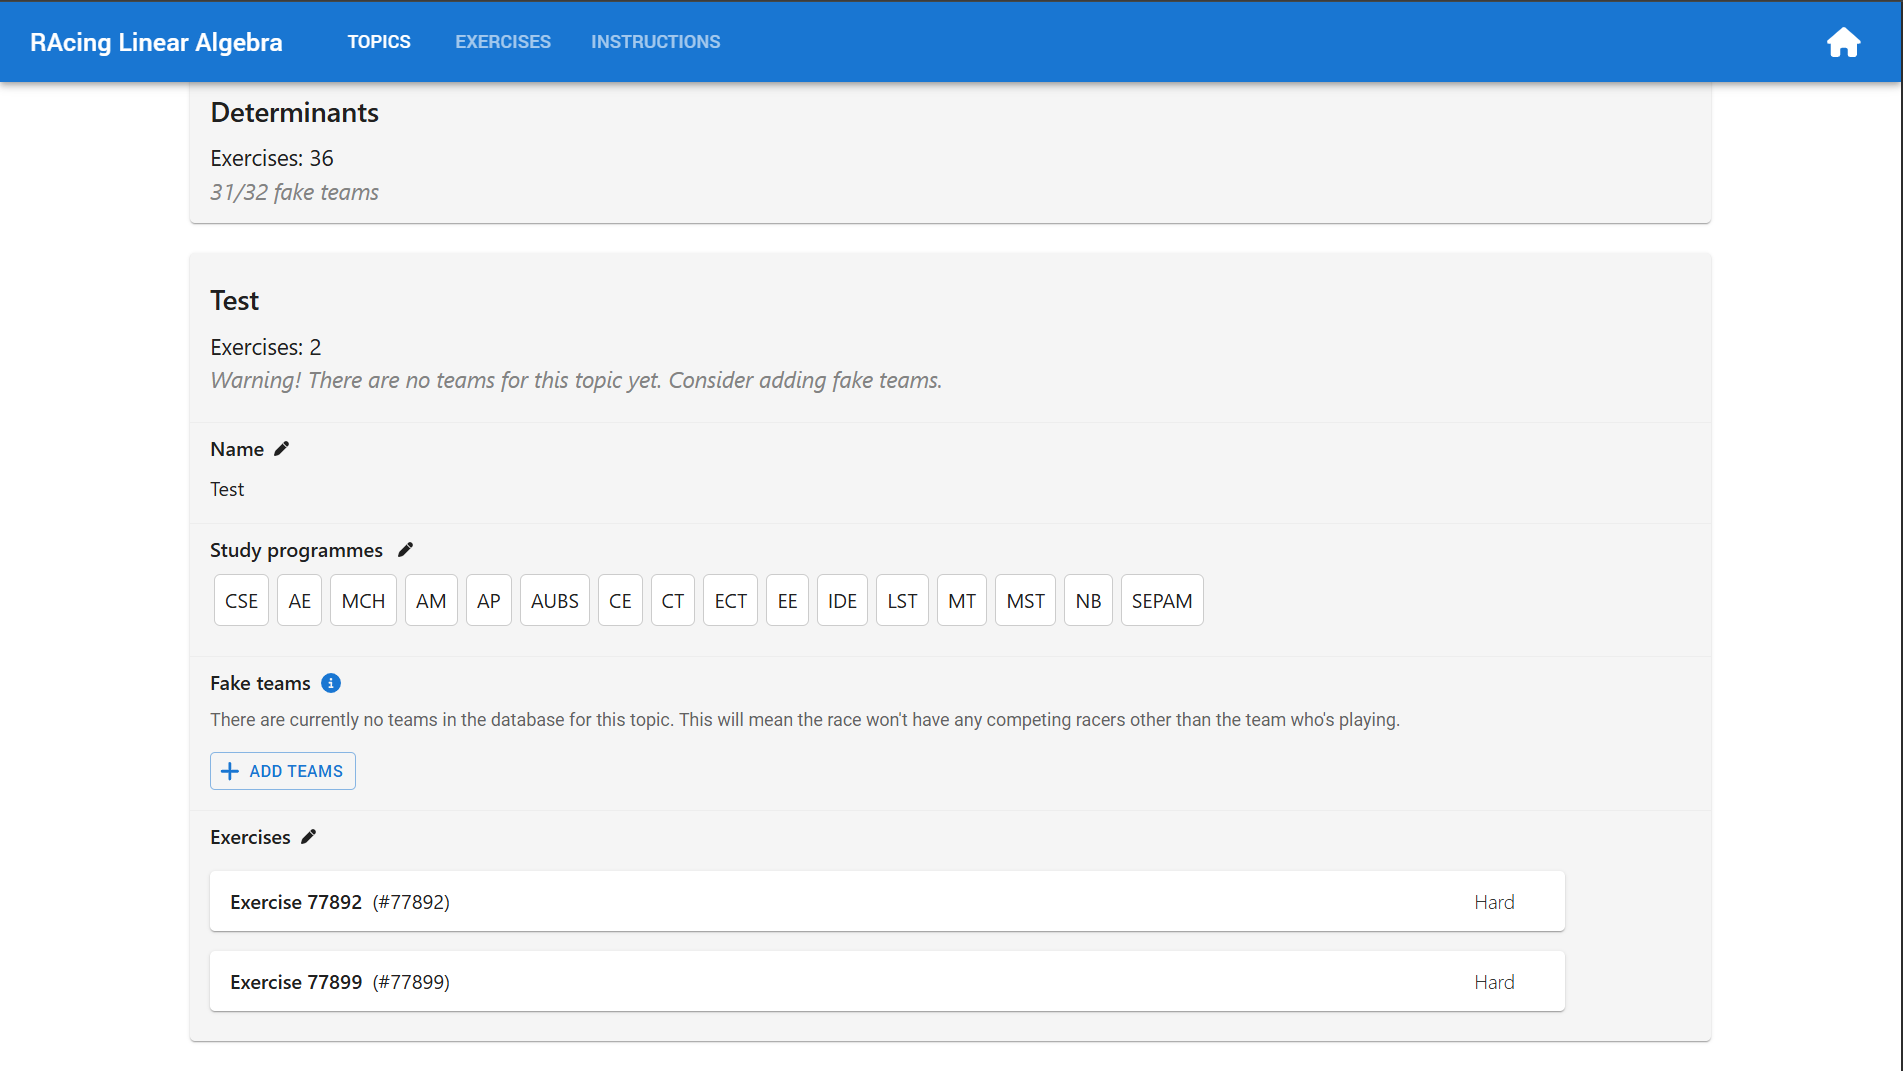 RAcing Linear Algebra TOPICS EXERCISES INSTRUCTIONS
Determinants
Exercises: 36
31/32 fake teams
Test
Exercises: 2
Warning! There are no teams for this topic yet. Consider adding fake teams.
Name
Test
Study programmes
CSE AE MCH AM AP AUBS CE CT ECT EE IDE LST MT MST NB SEPAM
Fake teams
There are currently no teams in the database for this topic. This will mean the race won't have any competing racers other than the team who's playing.
ADD TEAMS
Exercises
Exercise 77892 (#77892) Hard
Exercise 77899 (#77899) Hard